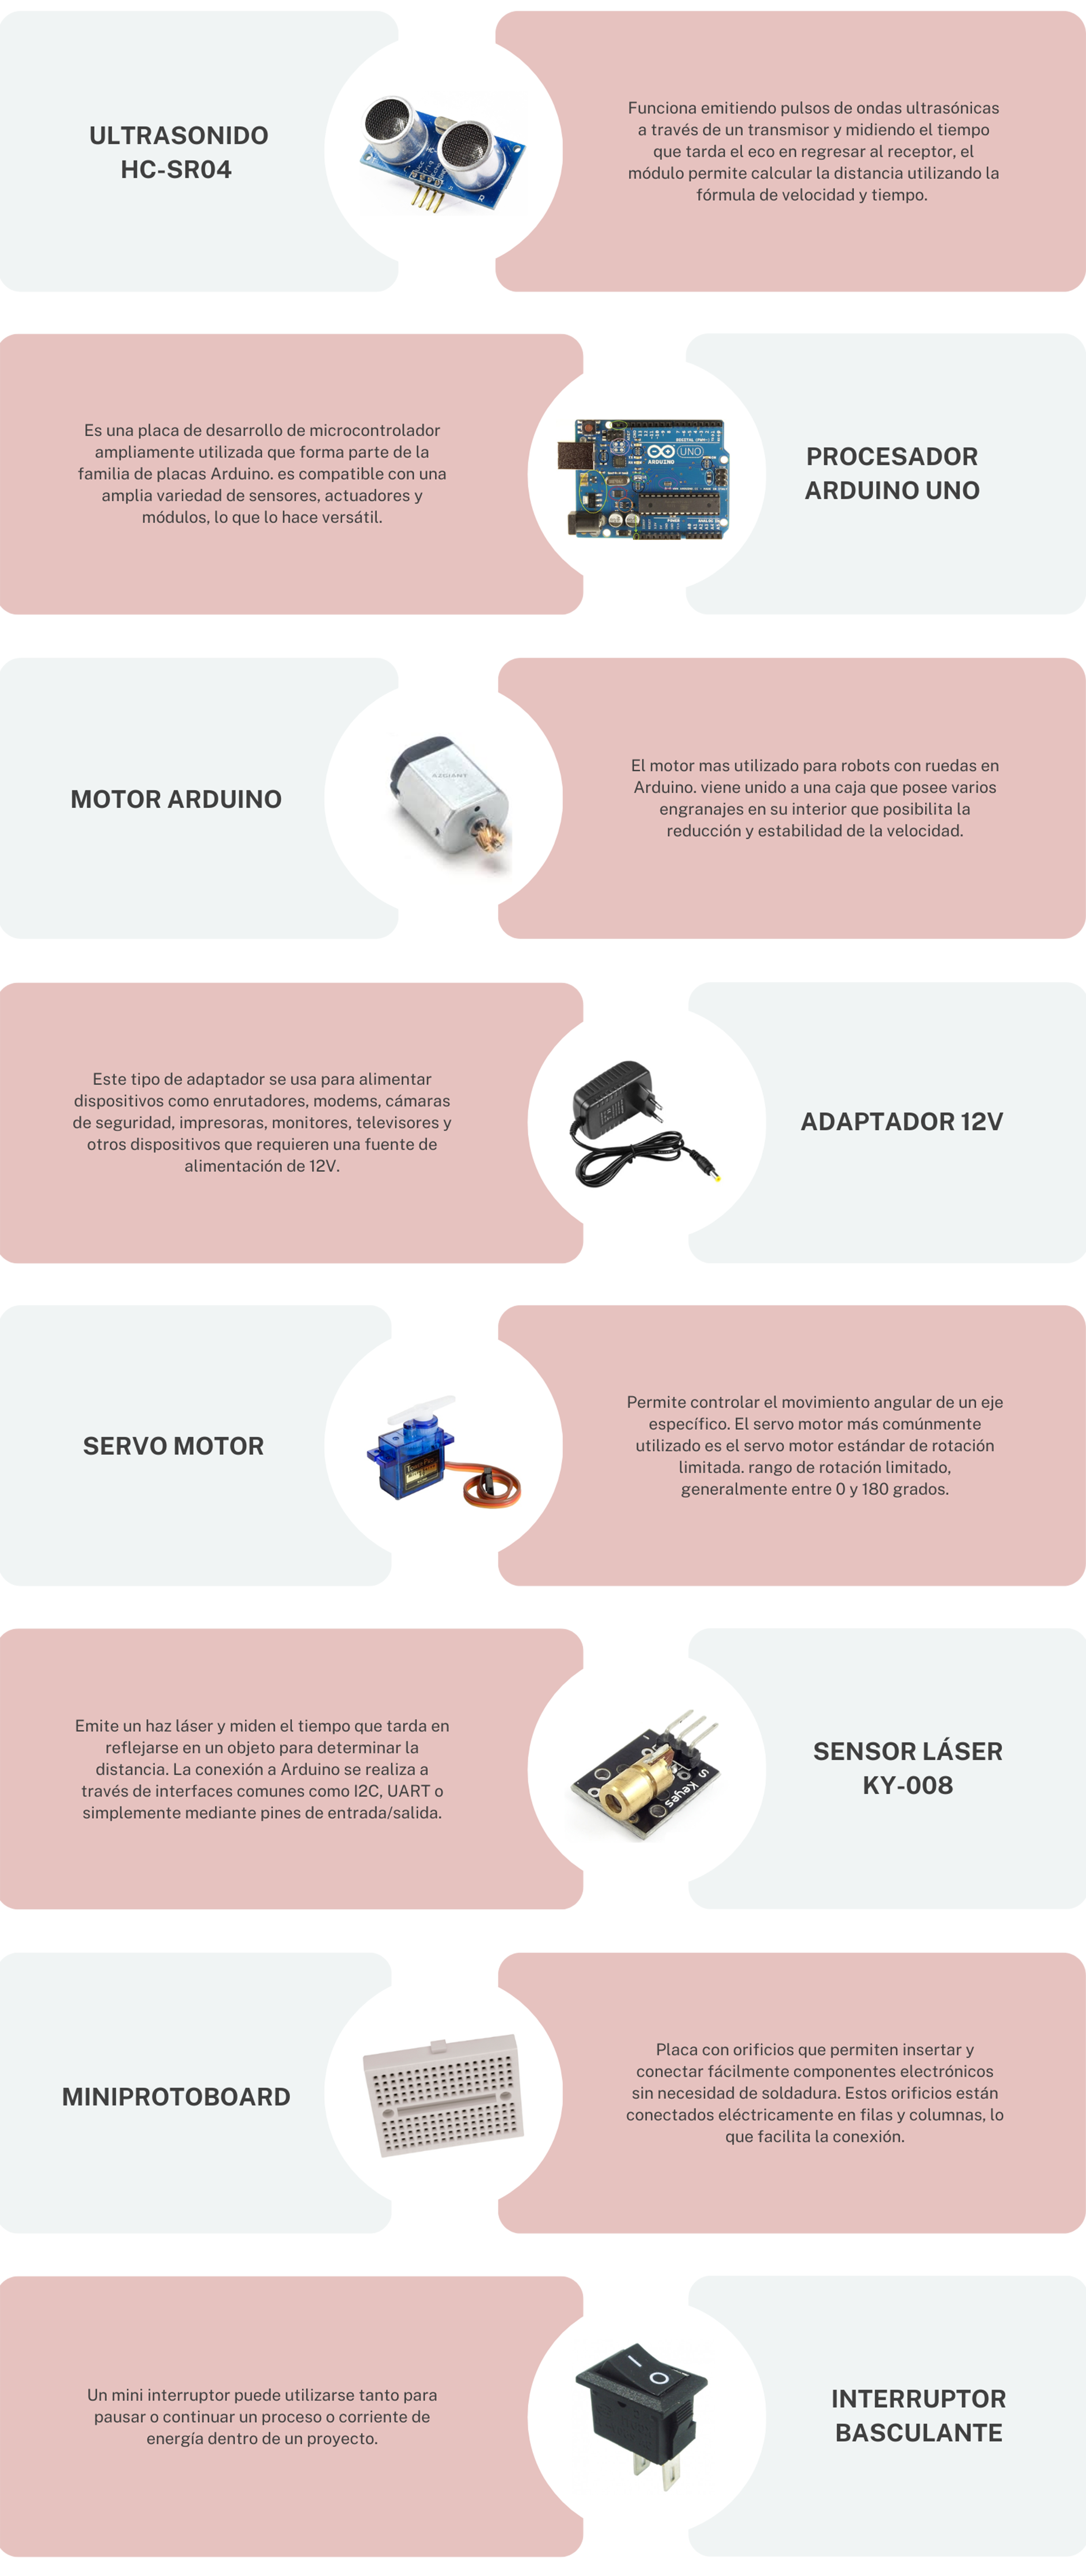 ULTRASONIDO
HC-SR04
Funciona emitiendo pulsos de ondas ultrasónicas
a través de un transmisor y midiendo el tiempo
que tarda el eco en regresar al receptor, el
módulo permite calcular la distancia utilizando la
fórmula de velocidad y tiempo.
Es una placa de desarrollo de microcontrolador
ampliamente utilizada que forma parte de la
familia de placas Arduino. es compatible con una
amplia variedad de sensores, actuadores y
módulos, lo que lo hace versátil.
ARDUINO
UNO
PROCESADOR
ARDUINO UNO
MOTOR ARDUINO
AZGIANT
El motor mas utilizado para robots con ruedas en
Arduino. viene unido a una caja que posee varios
engranajes en su interior que posibilita la
reducción y estabilidad de la velocidad.
Este tipo de adaptador se usa para alimentar
dispositivos como enrutadores, modems, cámaras
de seguridad, impresoras, monitores, televisores y
otros dispositivos que requieren una fuente de
alimentación de 12V.
ADAPTADOR 12V
SERVO MOTOR
Permite controlar el movimiento angular de un eje
específico. El servo motor más comúnmente
utilizado es el servo motor estándar de rotación
limitada. rango de rotación limitado,
generalmente entre 0 y 180 grados.
Emite un haz láser y miden el tiempo que tarda en
reflejarse en un objeto para determinar la
distancia. La conexión a Arduino se realiza a
través de interfaces comunes como I2C, UART o
simplemente mediante pines de entrada/salida.
S
Keyes
SENSOR LÁSER
KY-008
MINIPROTOBOARD
Placa con orificios que permiten insertar y
conectar fácilmente componentes electrónicos
sin necesidad de soldadura. Estos orificios están
conectados eléctricamente en filas y columnas, lo
que facilita la conexión.
Un mini interruptor puede utilizarse tanto para
pausar o continuar un proceso o corriente de
energía dentro de un proyecto.
INTERRUPTOR
BASCULANTE